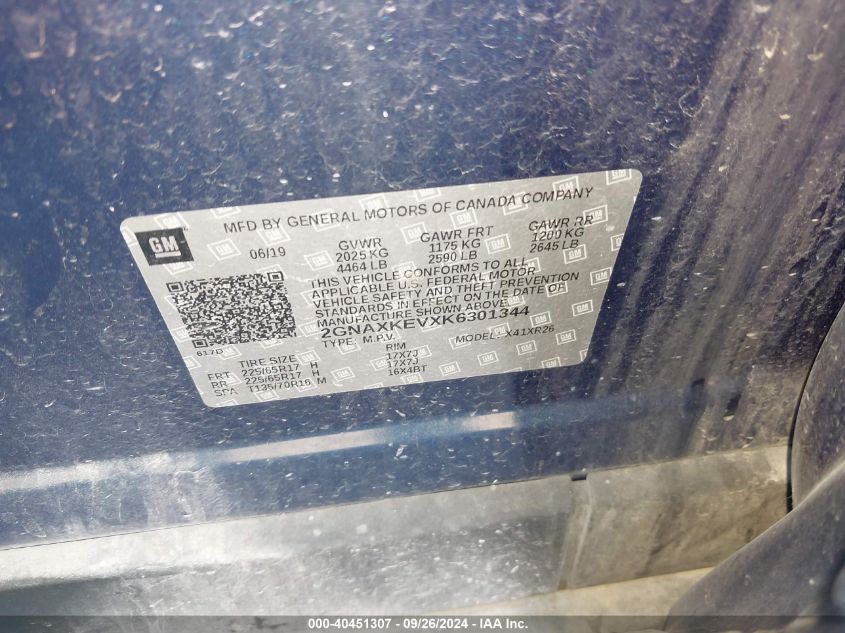 MFD BY GENERAL MOTORS OF CANADA COMPANY
GM
06/19 GVWR GAWR FRT GAWR RR
2025 KG 1175 KG 1200 KG
4464 LB 2590 LB 2645 LB
THIS VEHICLE CONFORMS TO ALL
APPLICABLE U.S. FEDERAL MOTOR
VEHICLE SAFETY AND THEFT PREVENTION
STANDARDS IN EFFECT ON THE DATE OF
MANUFACTURE SHOWN ABOVE.
2GNAXKEVXK6301344
617D
TYPE: M.P.V. MODEL: X41XR26
TIRE SIZE RIM
FRT 225/65R17 H 17X7J
RR 225/65R17 H 17X7J
SPA T135/70R16 M 16X4BT
000-40451307 - 09/26/2024 - IAA Inc.